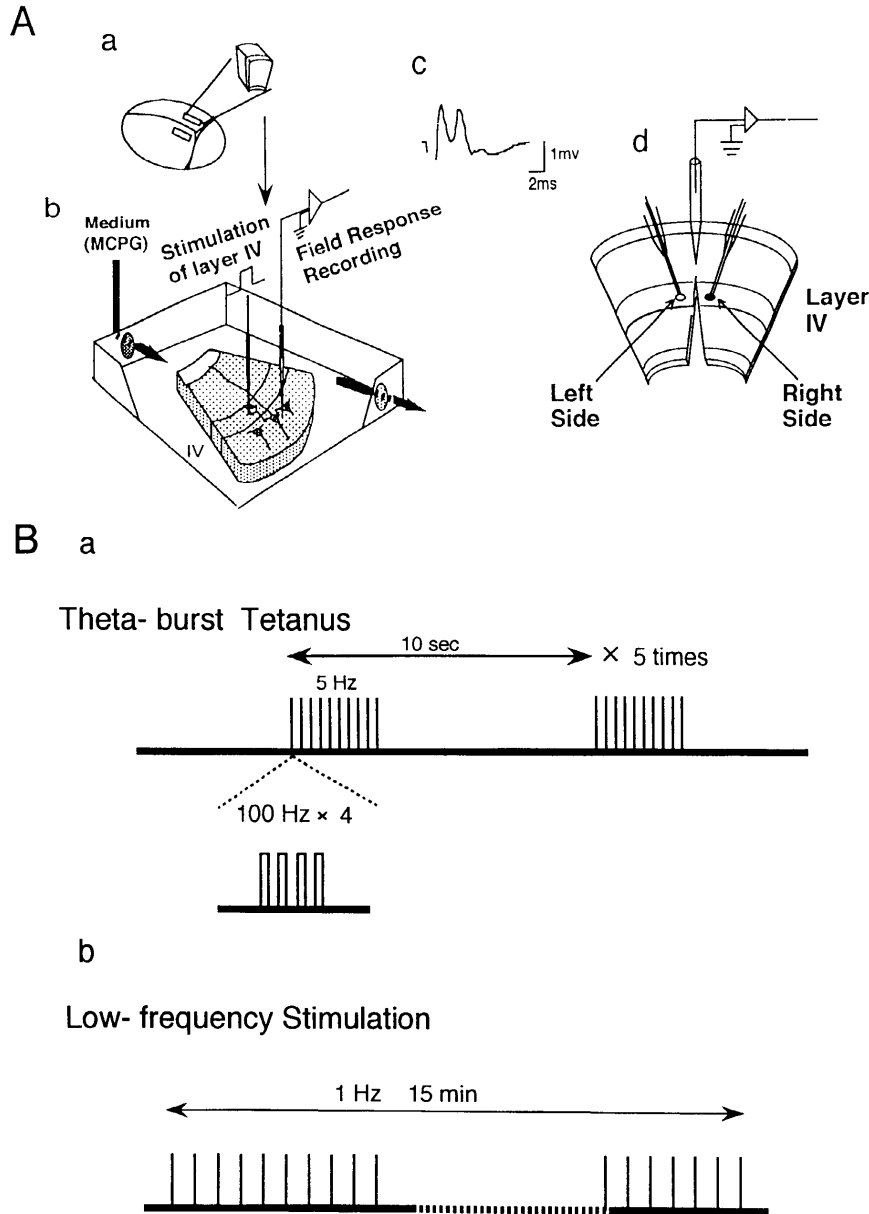 A
a
c
1mv
2ms
d
b
Medium
(MCPG)
Stimulation
of layer IV
Field Response
Recording
IV
Layer
IV
Left
Side
Right
Side
B
a
Theta- burst Tetanus
10 sec
× 5 times
5 Hz
100 Hz × 4
b
Low- frequency Stimulation
1 Hz 15 min